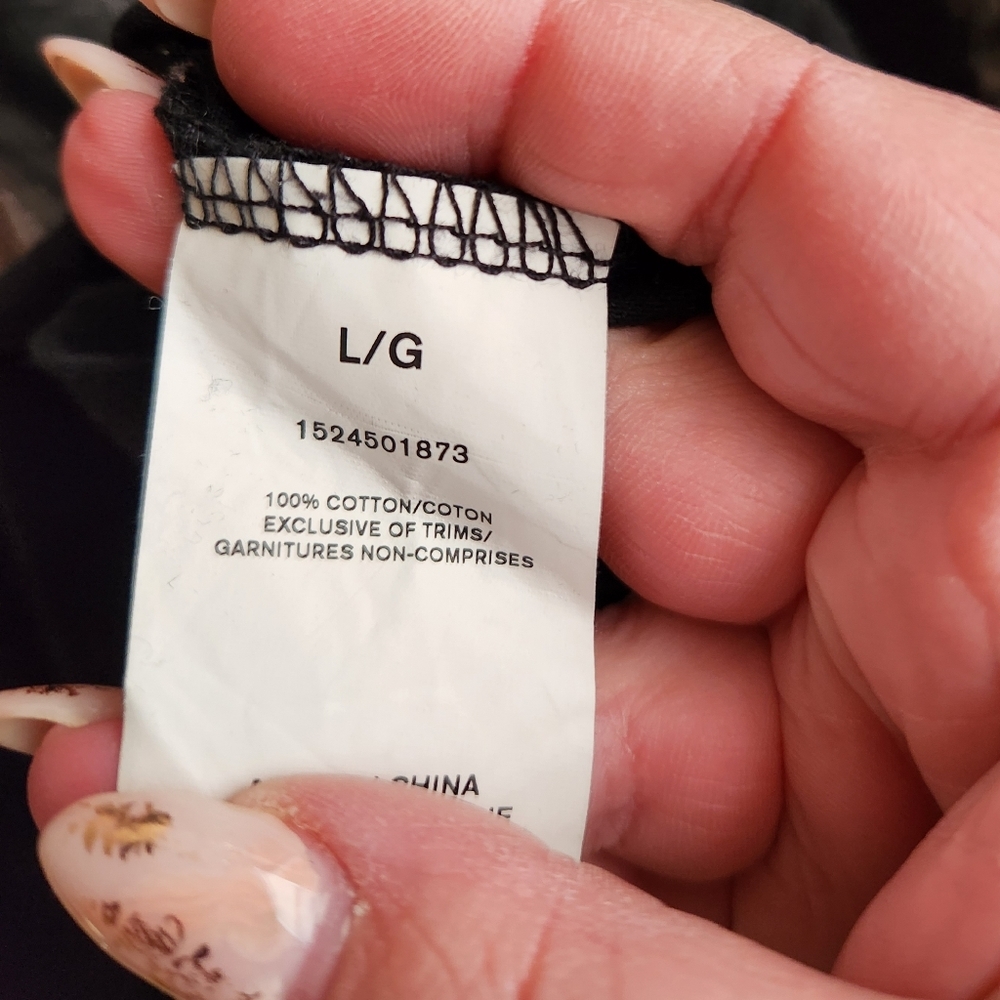 L/G
1524501873
100% COTTON/COTON
EXCLUSIVE OF TRIMS/
GARNITURES NON-COMPRISES
CHINA